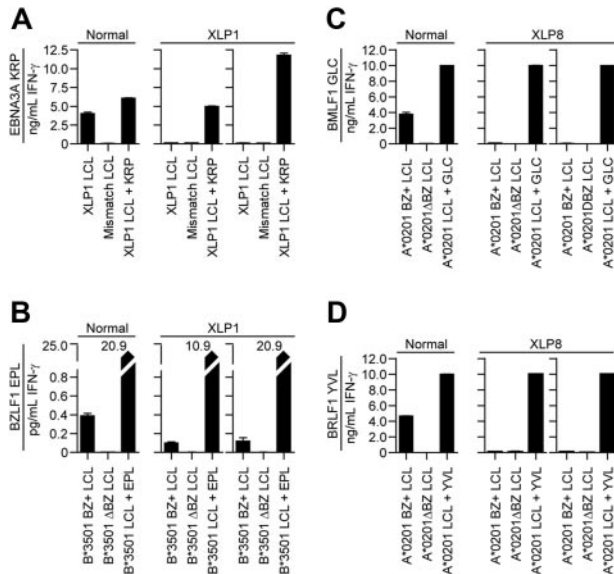 A
Normal
XLP1
EBNA3A KRP
ng/mL IFN-γ
12.5
10.0
7.5
5.0
2.5
0
XLP1 LCL
Mismatch LCL
XLP1 LCL + KRP
XLP1 LCL
Mismatch LCL
XLP1 LCL + KRP
XLP1 LCL
Mismatch LCL
XLP1 LCL + KRP
C
Normal
XLP8
BMLF1 GLC
ng/mL IFN-γ
12.0
10.0
8.0
6.0
4.0
2.0
0
A*0201 BZ+ LCL
A*0201ΔBZ LCL
A*0201 LCL + GLC
A*0201 BZ+ LCL
A*0201ΔBZ LCL
A*0201 LCL + GLC
A*0201 BZ+ LCL
A*0201DBZ LCL
A*0201 LCL + GLC
B
Normal
XLP1
BZLF1 EPL
pg/mL IFN-γ
25.0
0.8
0.6
0.4
0.2
0
20.9
10.9
20.9
B*3501 BZ+ LCL
B*3501 ΔBZ LCL
B*3501 LCL + EPL
B*3501 BZ+ LCL
B*3501 ΔBZ LCL
B*3501 LCL + EPL
B*3501 BZ+ LCL
B*3501 ΔBZ LCL
B*3501 LCL + EPL
D
Normal
XLP8
BRLF1 YVL
ng/mL IFN-γ
12.0
10.0
8.0
6.0
4.0
2.0
0
A*0201 BZ+ LCL
A*0201ΔBZ LCL
A*0201 LCL + YVL
A*0201 BZ+ LCL
A*0201ΔBZ LCL
A*0201 LCL + YVL
A*0201 BZ+ LCL
A*0201ΔBZ LCL
A*0201 LCL + YVL